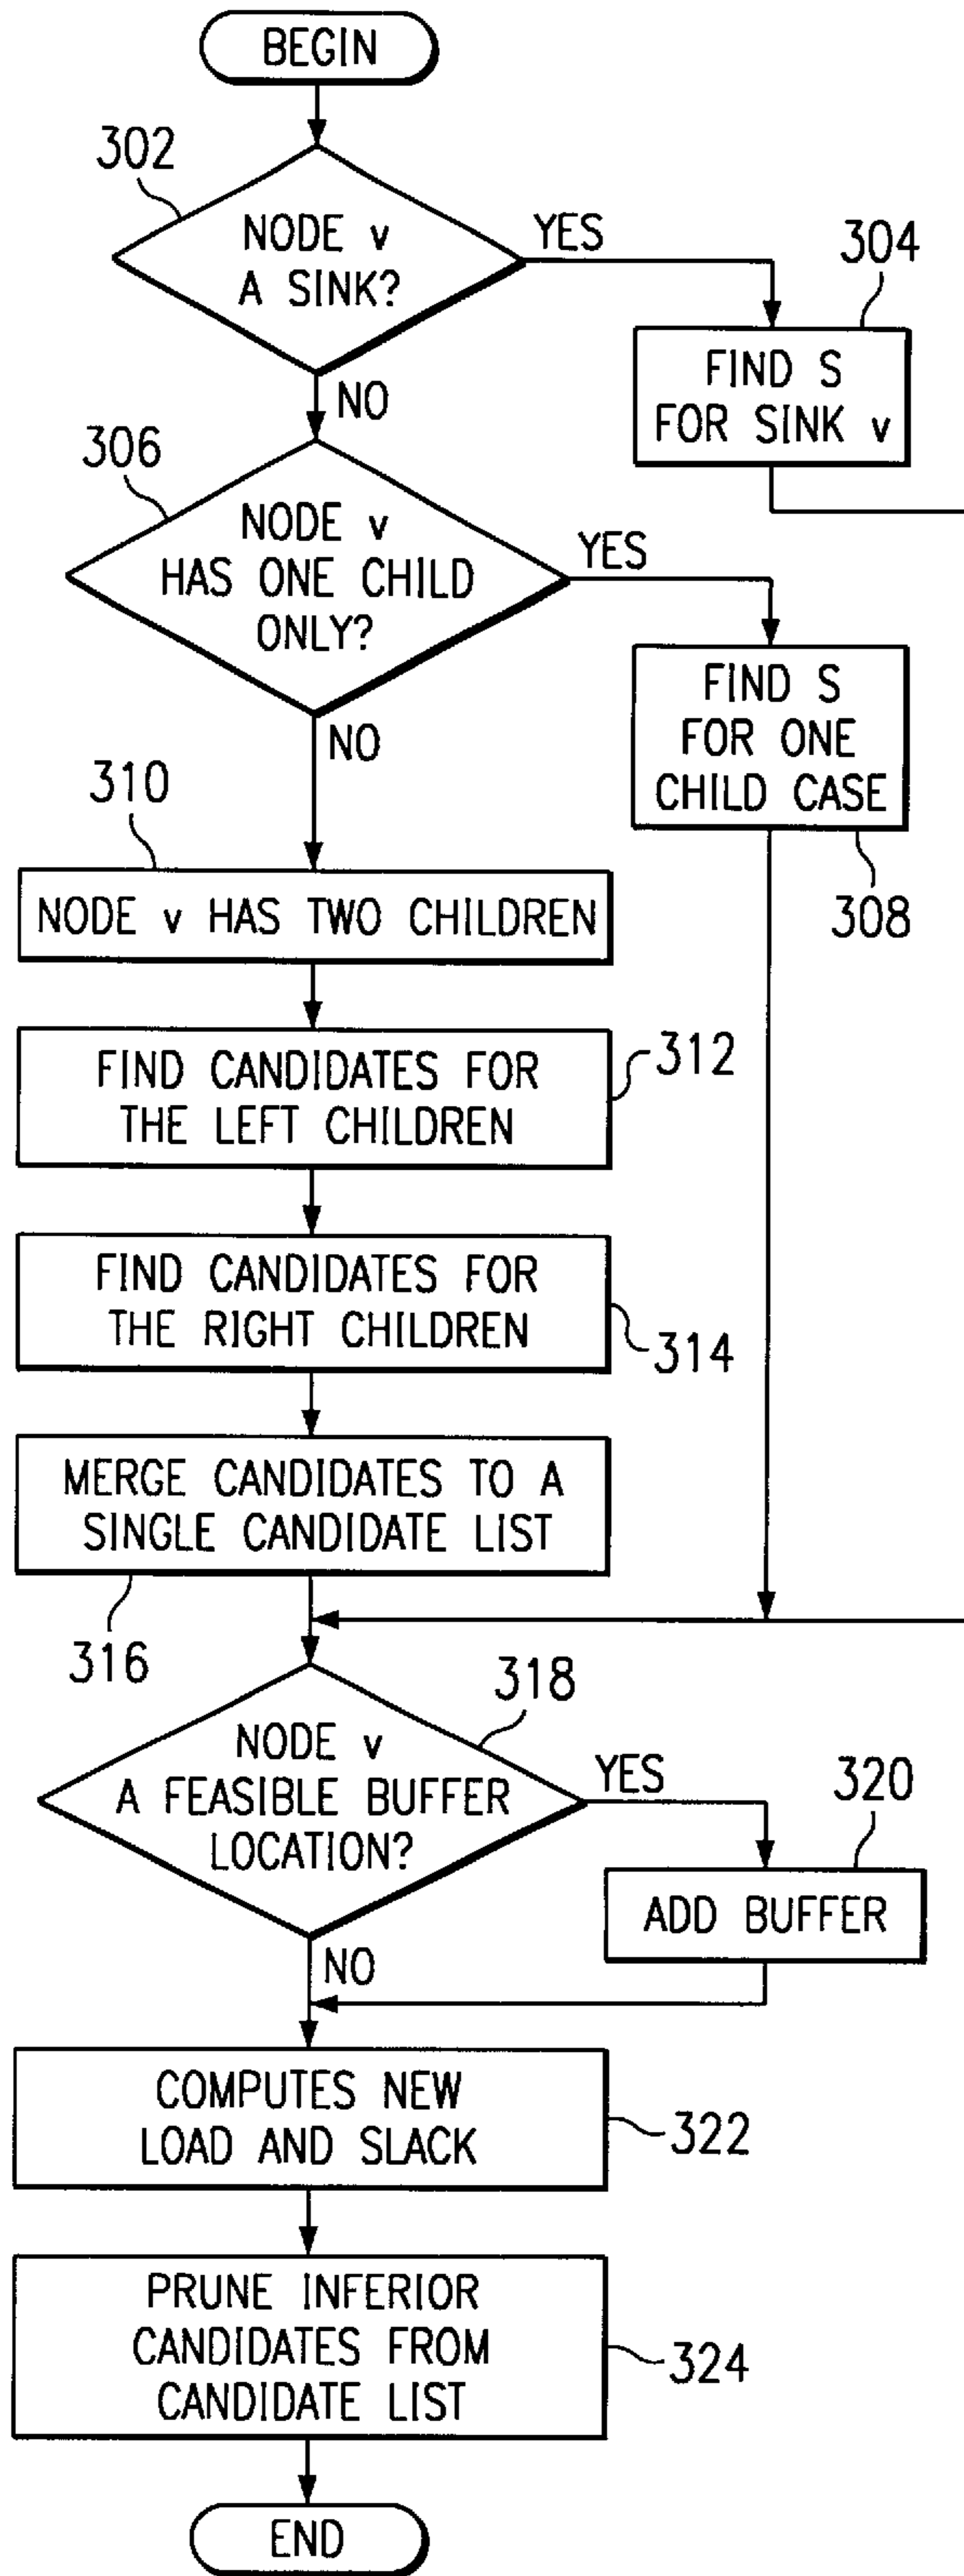 BEGIN
302
NODE v
A SINK?
YES
304
FIND S
FOR SINK v
NO
306
NODE v
HAS ONE CHILD
ONLY?
YES
FIND S
FOR ONE
CHILD CASE
308
NO
310
NODE v HAS TWO CHILDREN
FIND CANDIDATES FOR
THE LEFT CHILDREN
312
FIND CANDIDATES FOR
THE RIGHT CHILDREN
314
MERGE CANDIDATES TO A
SINGLE CANDIDATE LIST
316
318
NODE v
A FEASIBLE BUFFER
LOCATION?
YES
320
ADD BUFFER
NO
COMPUTES NEW
LOAD AND SLACK
322
PRUNE INFERIOR
CANDIDATES FROM
CANDIDATE LIST
324
END